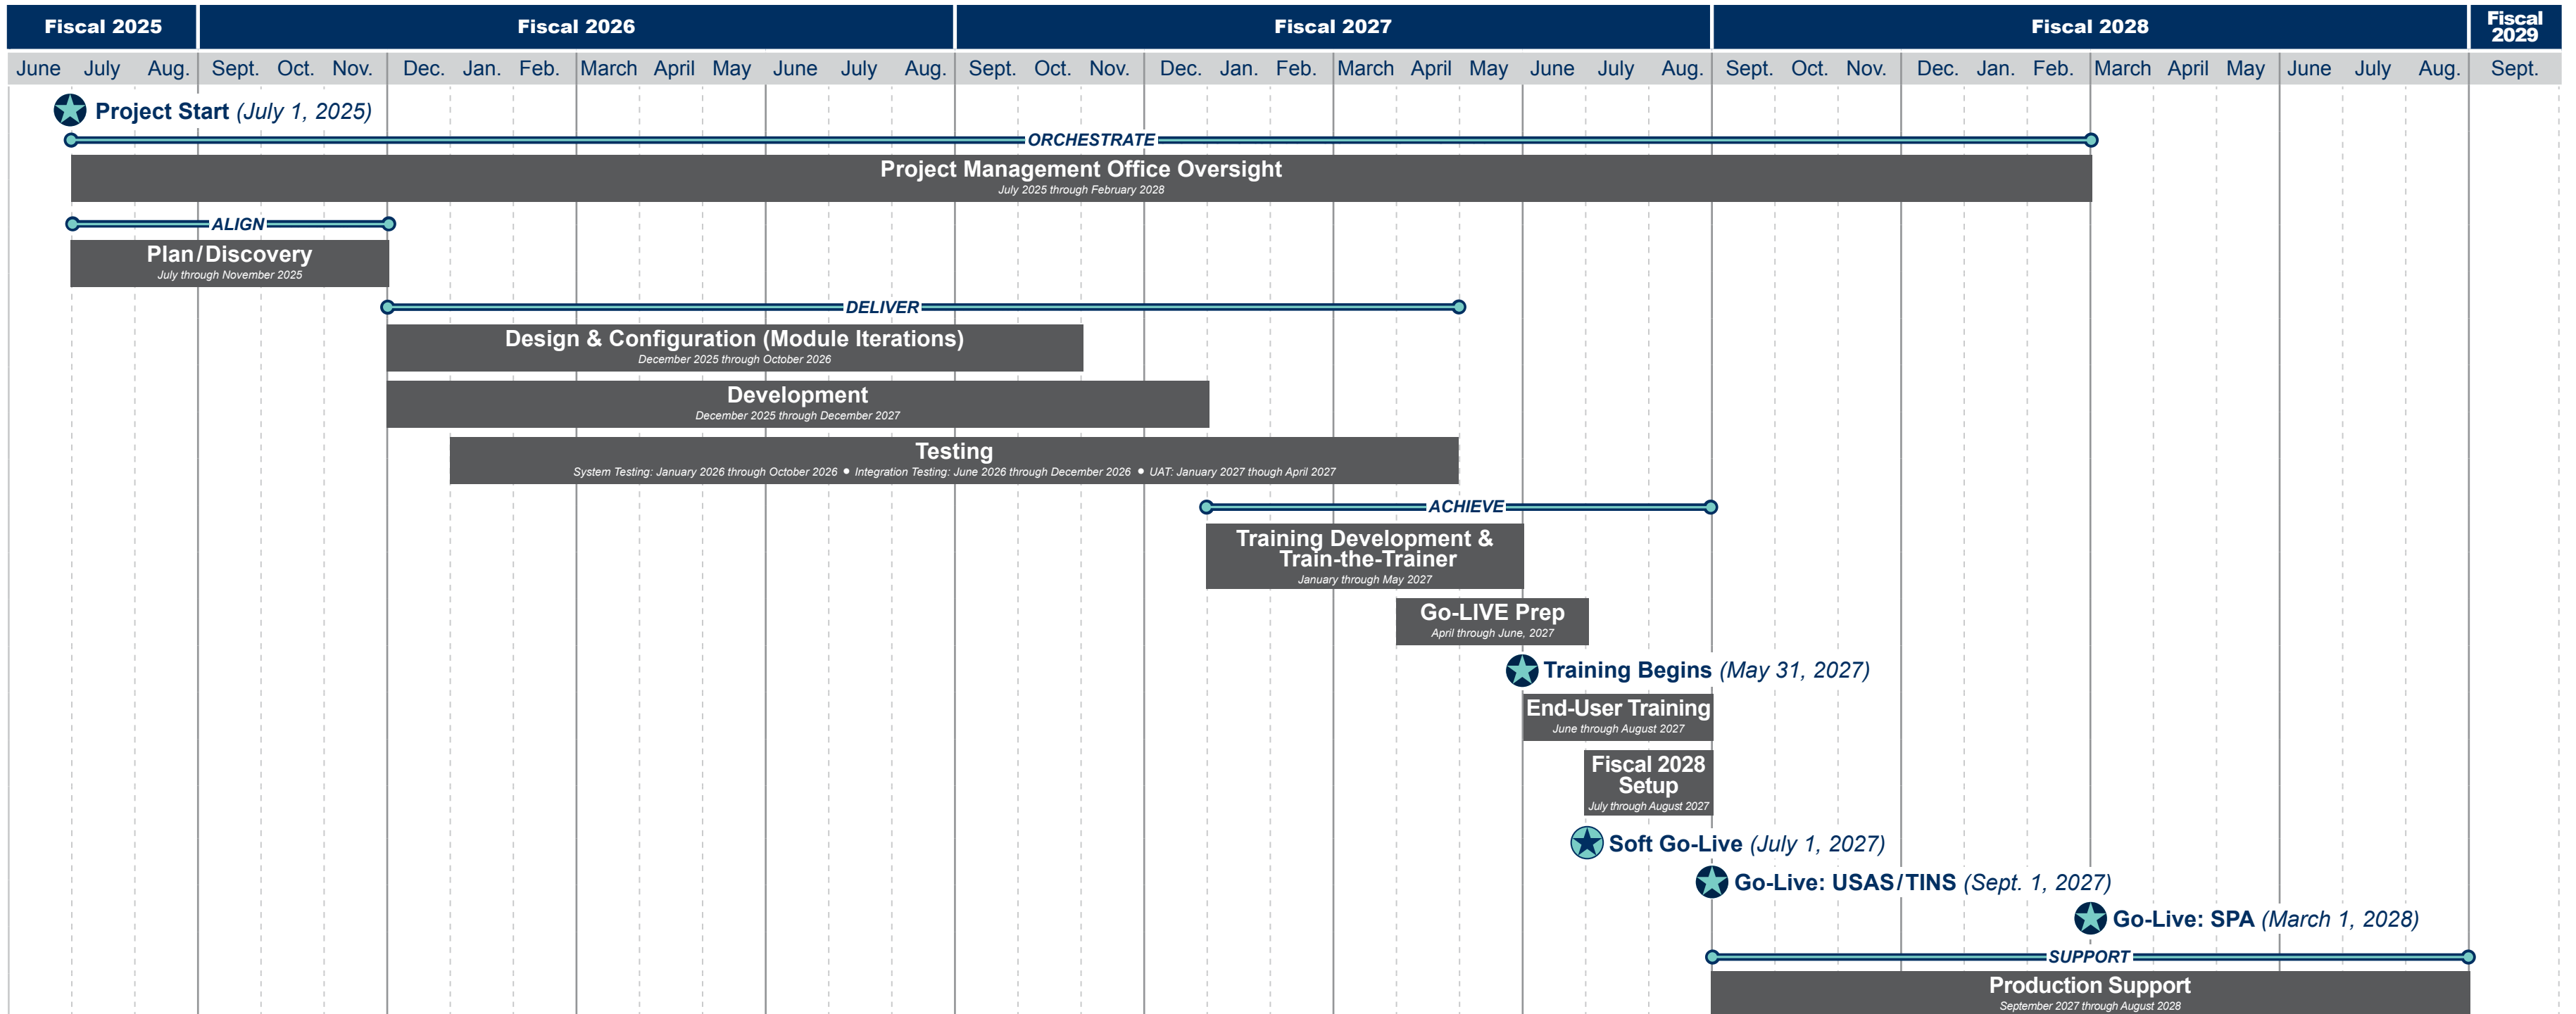 Fiscal 2025 Fiscal 2026 Fiscal 2027 Fiscal 2028 Fiscal
2029
June July Aug. Sept. Oct. Nov. Dec. Jan. Feb. March April May June July Aug. Sept. Oct. Nov. Dec. Jan. Feb. March April May June July Aug. Sept. Oct. Nov. Dec. Jan. Feb. March April May June July Aug. Sept.
Project Start (July 1, 2025)
ORCHESTRATE
Project Management Office Oversight
July 2025 through February 2028
ALIGN
Plan/Discovery
July through November 2025
DELIVER
Design & Configuration (Module Iterations)
December 2025 through October 2026
Development
December 2025 through December 2027
Testing
System Testing: January 2026 through October 2026 • Integration Testing: June 2026 through December 2026 • UAT: January 2027 though April 2027
ACHIEVE
Training Development &
Train-the-Trainer
January through May 2027
Go-LIVE Prep
April through June, 2027
Training Begins (May 31, 2027)
End-User Training
June through August 2027
Fiscal 2028
Setup
July through August 2027
Soft Go-Live (July 1, 2027)
Go-Live: USAS/TINS (Sept. 1, 2027)
Go-Live: SPA (March 1, 2028)
SUPPORT
Production Support
September 2027 through August 2028